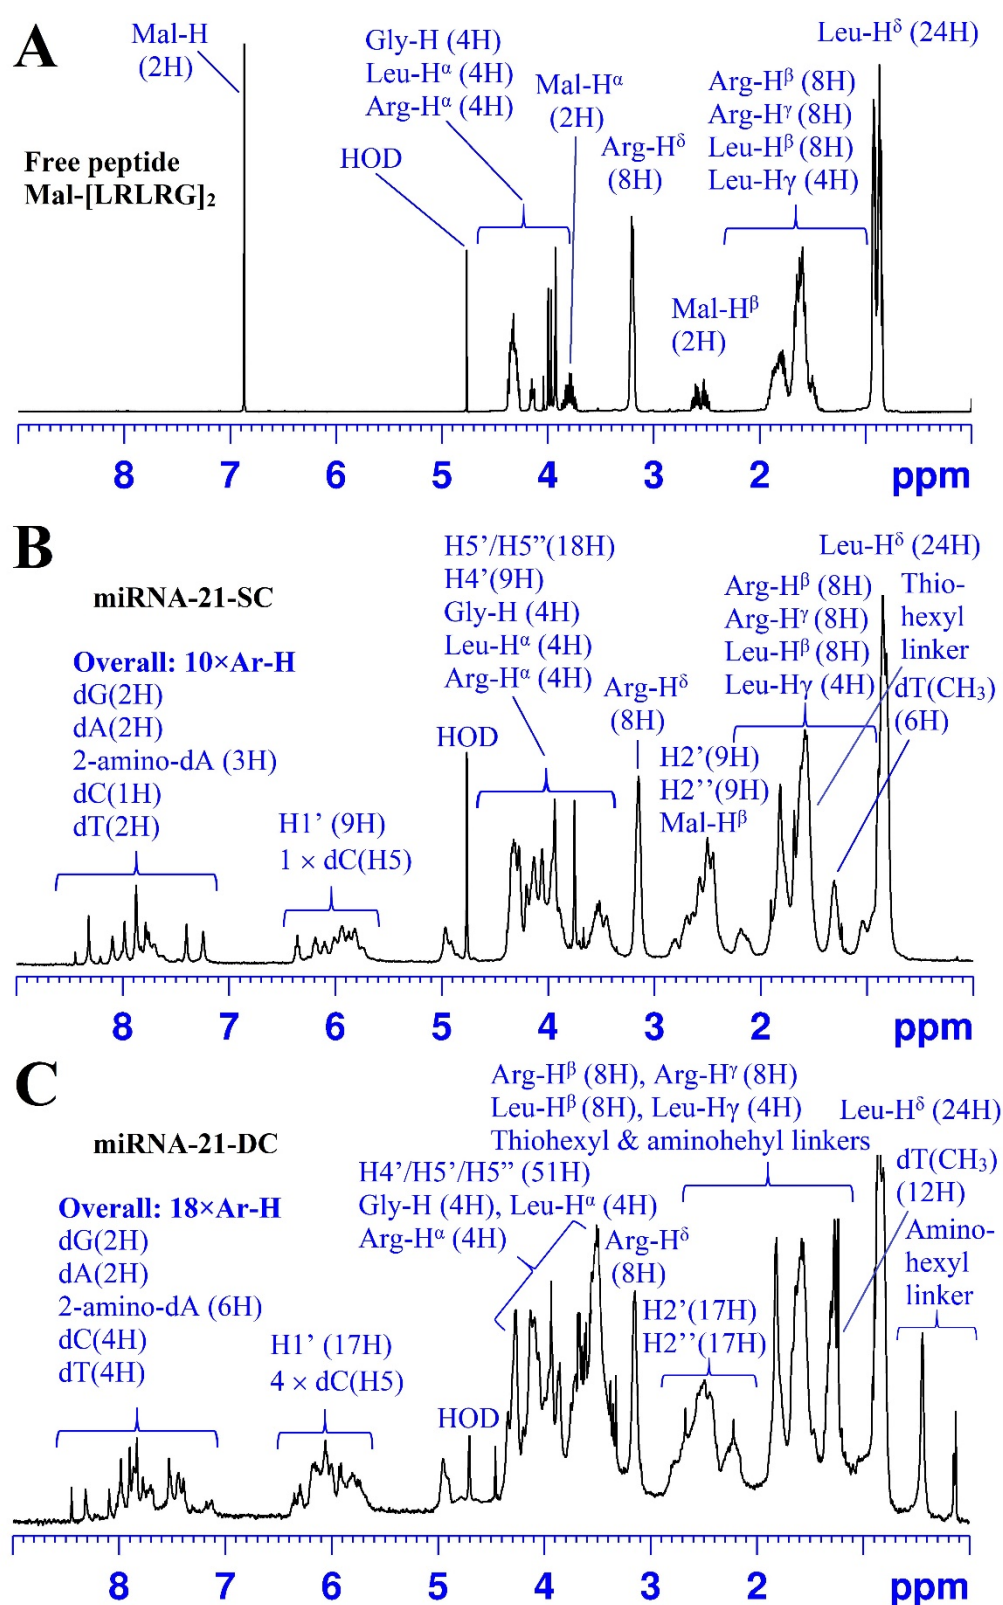 A
Mal-H
(2H)
Free peptide
Mal-[LRLRG]₂
HOD
Gly-H (4H)
Leu-Hᵅ (4H)
Arg-Hᵅ (4H)
Mal-Hᵅ
(2H)
Arg-Hᵟ
(8H)
Mal-Hᵝ
(2H)
Arg-Hᵝ (8H)
Arg-Hᵞ (8H)
Leu-Hᵝ (8H)
Leu-Hγ (4H)
Leu-Hᵟ (24H)
8 7 6 5 4 3 2 ppm
B
miRNA-21-SC
Overall: 10×Ar-H
dG(2H)
dA(2H)
2-amino-dA (3H)
dC(1H)
dT(2H)
H1’ (9H)
1 × dC(H5)
HOD
H5’/H5”(18H)
H4’(9H)
Gly-H (4H)
Leu-Hᵅ (4H)
Arg-Hᵅ (4H)
Arg-Hᵟ
(8H)
H2’(9H)
H2’’(9H)
Mal-Hᵝ
Arg-Hᵝ (8H)
Arg-Hᵞ (8H)
Leu-Hᵝ (8H)
Leu-Hγ (4H)
Leu-Hᵟ (24H)
Thio-
hexyl
linker
dT(CH₃)
(6H)
8 7 6 5 4 3 2 ppm
C
miRNA-21-DC
Overall: 18×Ar-H
dG(2H)
dA(2H)
2-amino-dA (6H)
dC(4H)
dT(4H)
H1’ (17H)
4 × dC(H5)
HOD
H4’/H5’/H5” (51H)
Gly-H (4H), Leu-Hᵅ (4H)
Arg-Hᵅ (4H)
Arg-Hᵟ
(8H)
H2’(17H)
H2’’(17H)
Arg-Hᵝ (8H), Arg-Hᵞ (8H)
Leu-Hᵝ (8H), Leu-Hγ (4H)
Thiohexyl & aminohehyl linkers
Leu-Hᵟ (24H)
dT(CH₃)
(12H)
Amino-
hexyl
linker
8 7 6 5 4 3 2 ppm